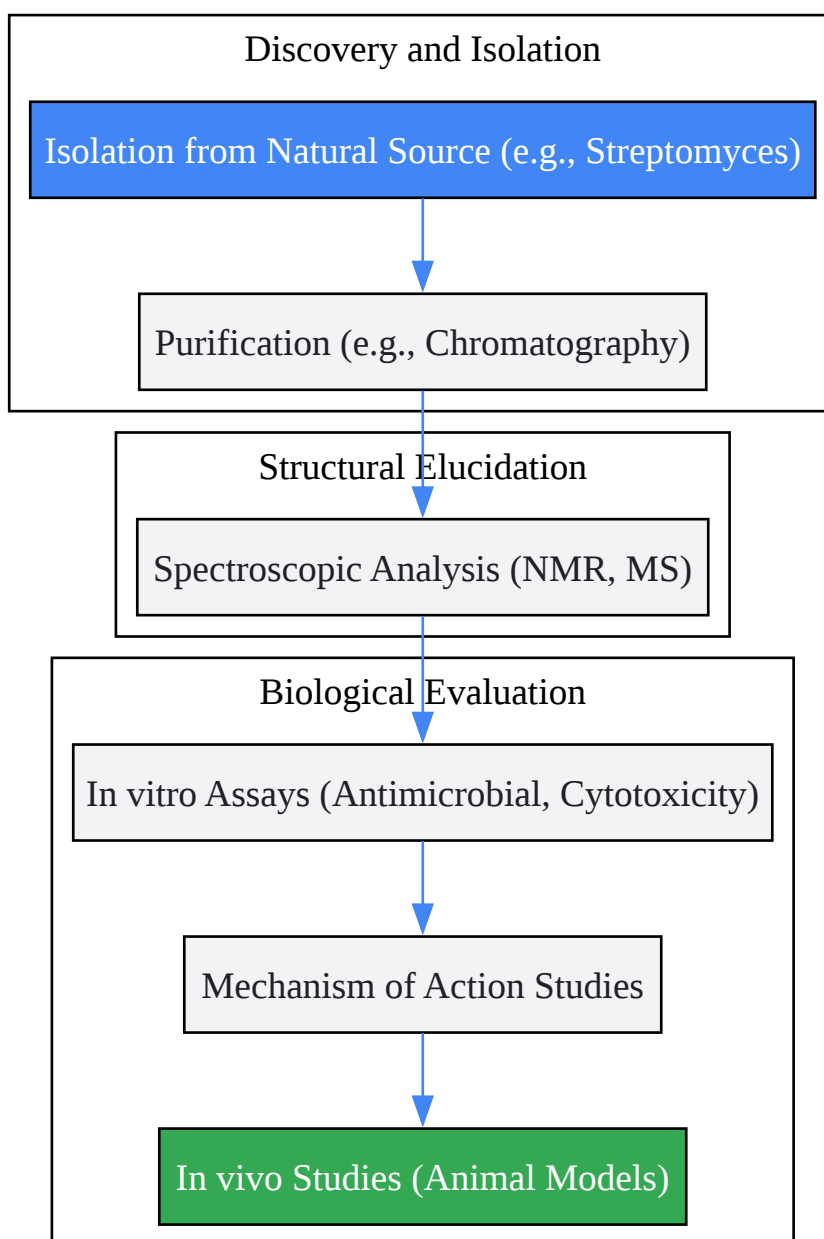 Discovery and Isolation
Isolation from Natural Source (e.g., Streptomyces)
Purification (e.g., Chromatography)
Structural Elucidation
Spectroscopic Analysis (NMR, MS)
Biological Evaluation
In vitro Assays (Antimicrobial, Cytotoxicity)
Mechanism of Action Studies
In vivo Studies (Animal Models)